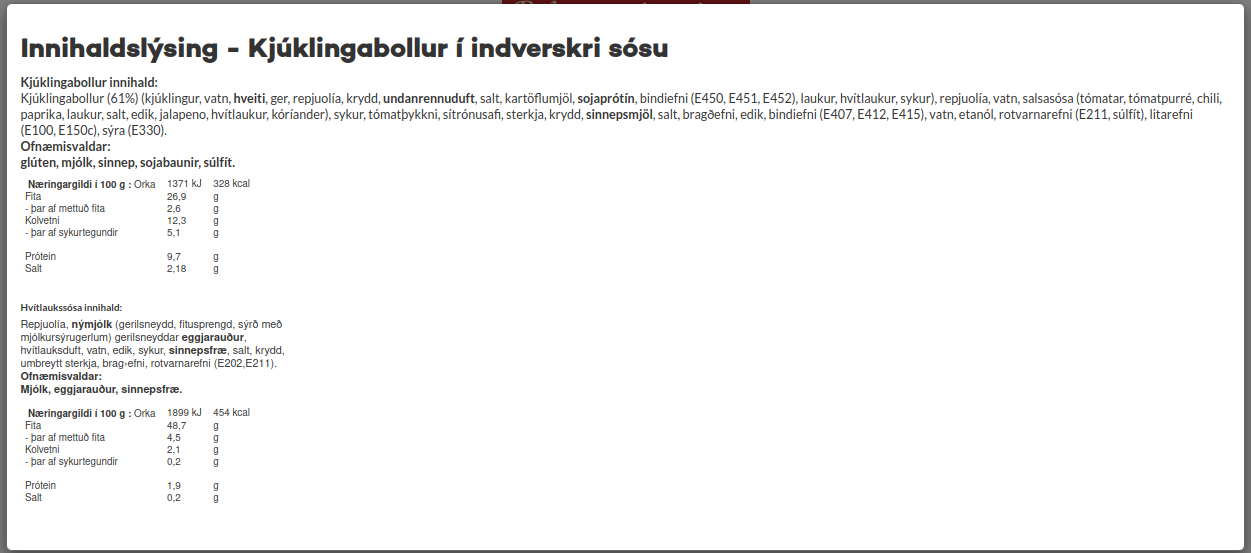 Innihaldslýsing - Kjúklingabollur í indverskri sósu
Kjúklingabollur innihald:
Kjúklingabollur (61%) (kjúklingur, vatn, hveiti, ger, repjuolía, krydd, undanrennuduft, salt, kartöflumjöl, sojaprótín, bindiefni (E450, E451, E452), laukur, hvítlaukur, sykur), repjuolía, vatn, salsasósa (tómatar, tómatpurré, chili,
paprika, laukur, salt, edik, jalapeno, hvítlaukur, kóríander), sykur, tómatþykkni, sítrónusafi, sterkja, krydd, sinnepsmjöl, salt, bragðefni, edik, bindiefni (E407, E412, E415), vatn, etanól, rotvarnarefni (E211, súlfít), litarefni
(E100, E150c), sýra (E330).
Ofnæmisvaldar:
glúten, mjólk, sinnep, sojabaunir, súlfít.
Næringargildi í 100 g : Orka 1371 kJ 328 kcal
Fita 26,9 g
- þar af mettuð fita 2,6 g
Kolvetni 12,3 g
- þar af sykurtegundir 5,1 g
Prótein 9,7 g
Salt 2,18 g
Hvítlaukssósa innihald:
Repjuolía, nýmjólk (gerilsneydd, fitusprengd, sýrð með
mjólkursýrugerlum) gerilsneyddar eggjarauður,
hvítlauksduft, vatn, edik, sykur, sinnepsfræ, salt, krydd,
umbreytt sterkja, brag›efni, rotvarnarefni (E202,E211).
Ofnæmisvaldar:
Mjólk, eggjarauður, sinnepsfræ.
Næringargildi í 100 g : Orka 1899 kJ 454 kcal
Fita 48,7 g
- þar af mettuð fita 4,5 g
Kolvetni 2,1 g
- þar af sykurtegundir 0,2 g
Prótein 1,9 g
Salt 0,2 g